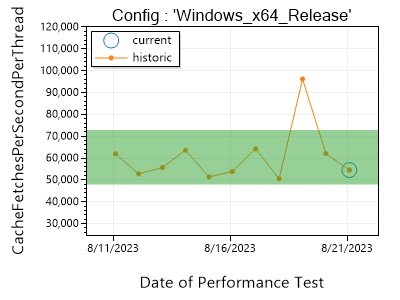 Config : 'Windows_x64_Release'
CacheFetchesPerSecondPerThread
120,000
110,000
100,000
90,000
80,000
70,000
60,000
50,000
40,000
30,000
current
historic
8/11/2023
8/16/2023
8/21/2023
Date of Performance Test